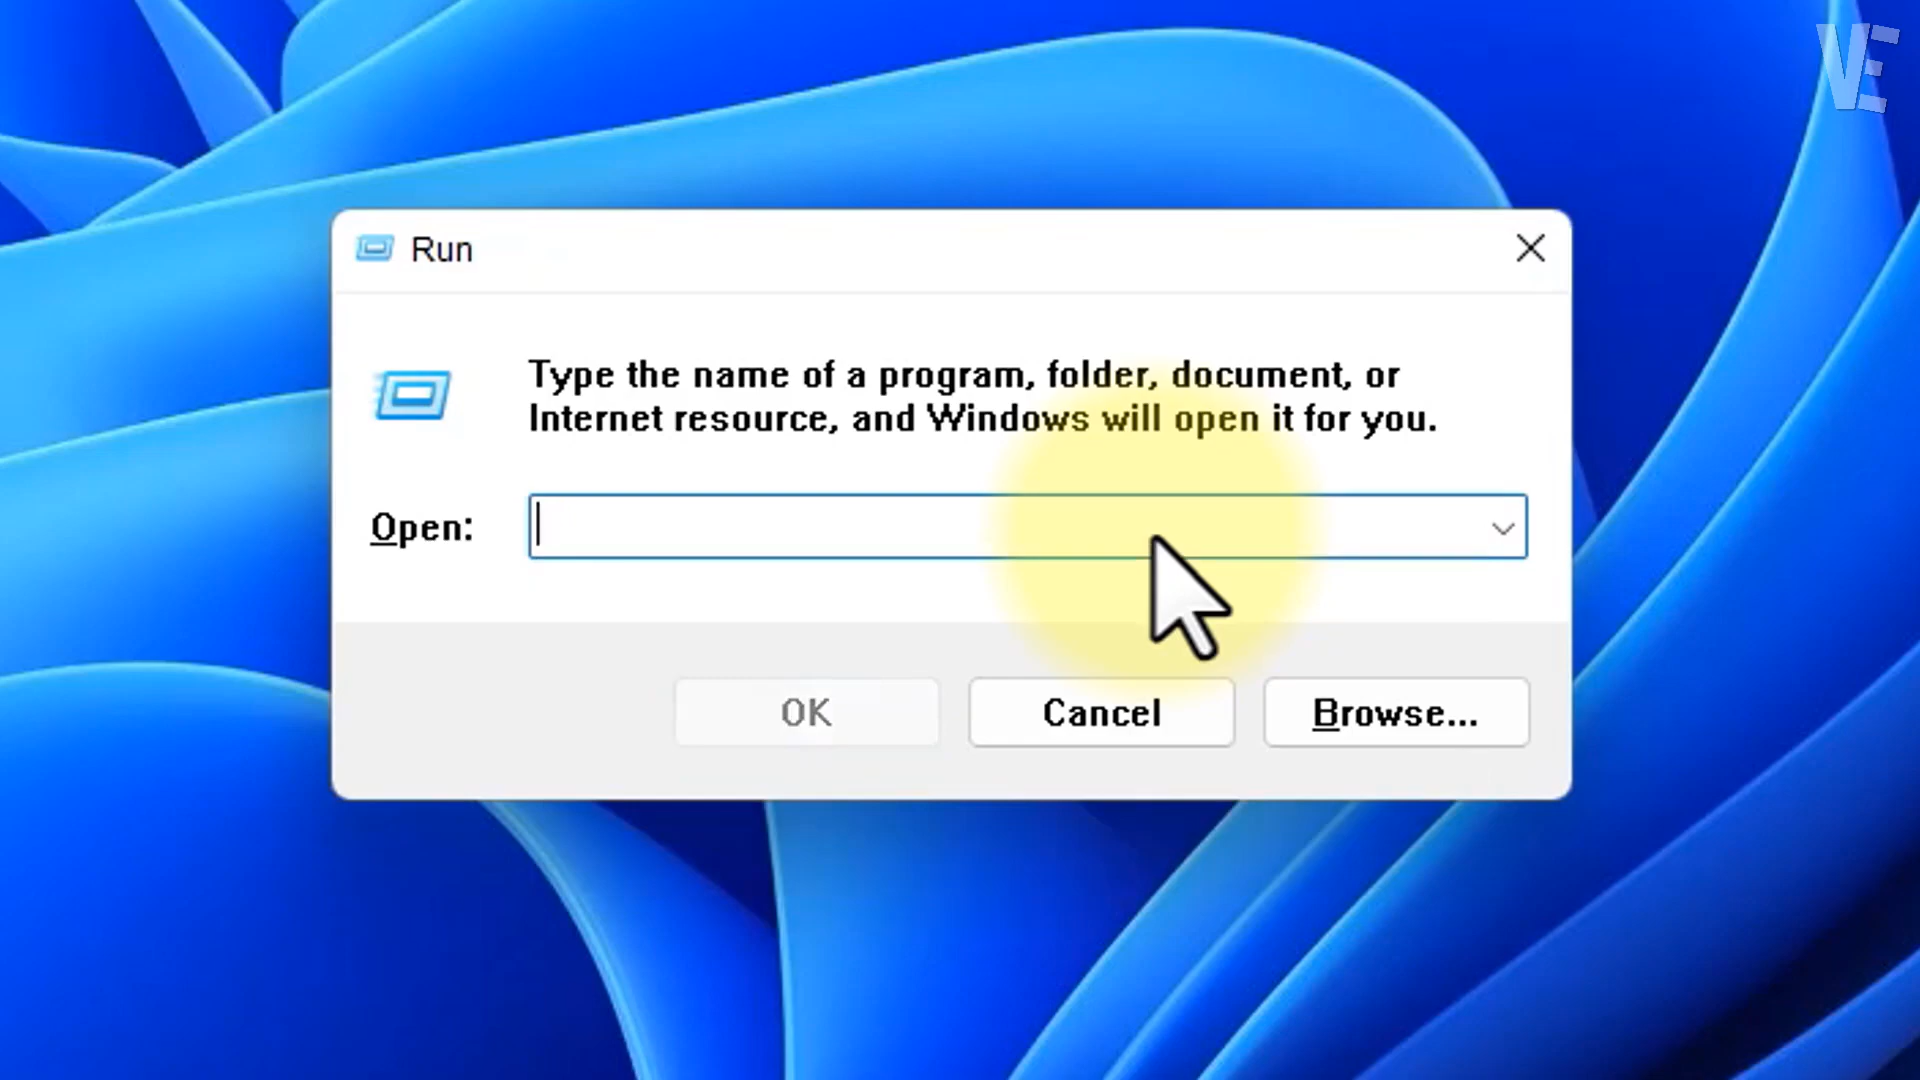 VE
Run
Type the name of a program, folder, document, or
Internet resource, and Windows will open it for you.
Open:
OK
Cancel
Browse...